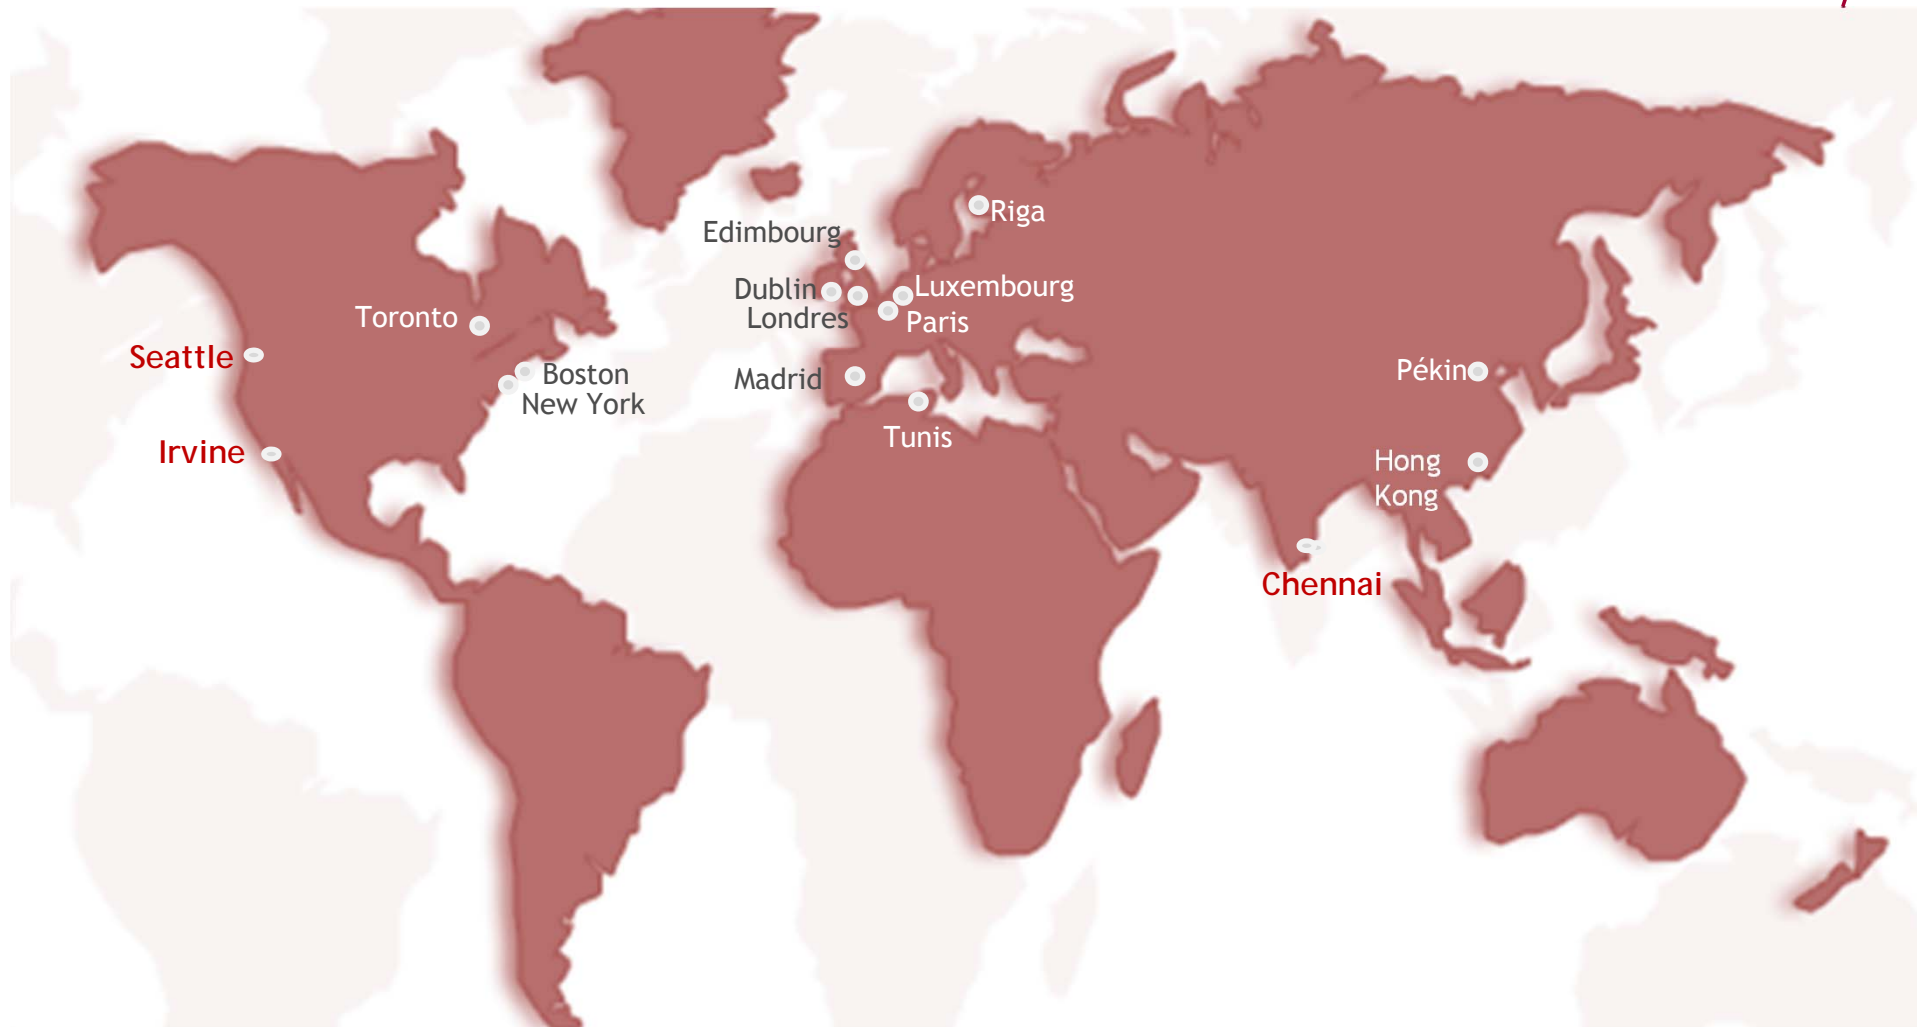 Riga
Edimbourg
Luxembourg
Dublin
Toronto
Londres
Paris
Seattle
Boston
Madrid
Pékin
New York
Tunis
Irvine
Hong
Kong
Chennai